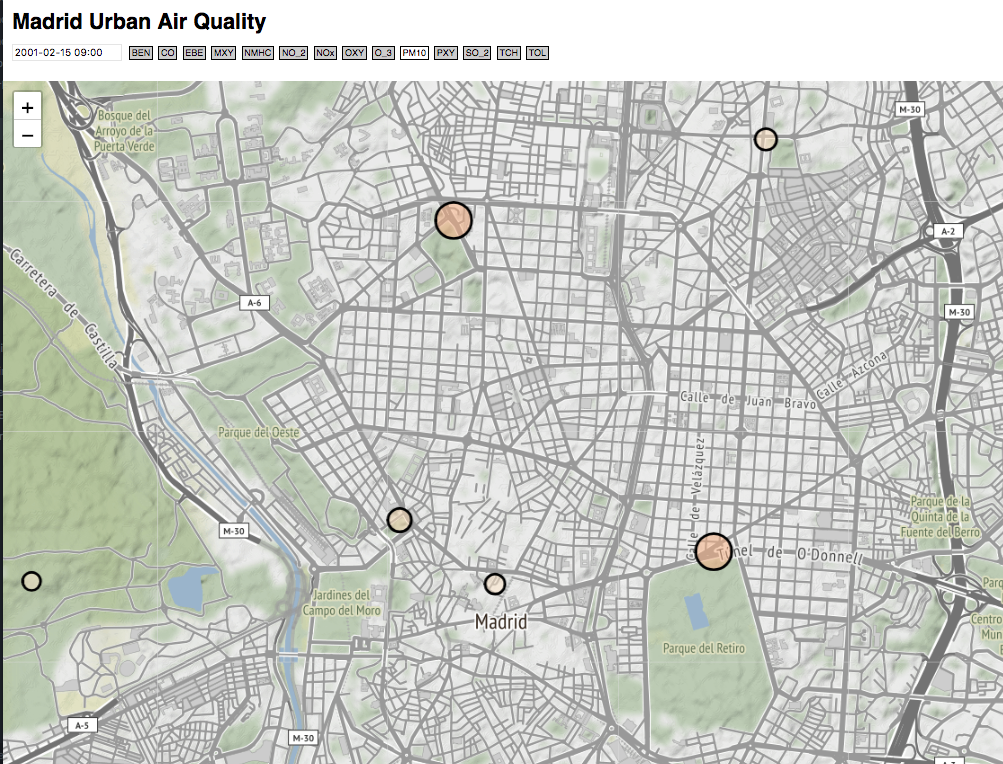 Madrid Urban Air Quality
2001-02-15 09:00
BEN
CO
EBE
MXY
NMHC
NO_2
NOx
OXY
O_3
PM10
PXY
SO_2
TCH
TOL
+
−
Bosque del
Arroyo de la
Puerta Verde
M-30
A-2
Carretera de Castilla
A-6
M-30
Calle Azcona
Calle de Juan Bravo
Parque del Oeste
Calle de Velázquez
Parque de la
Quinta de la
Fuente del Berro
M-30
Túnel de O'Donnell
Jardines del
Campo del Moro
Madrid
Parque del Retiro
Centro
A-5
M-30